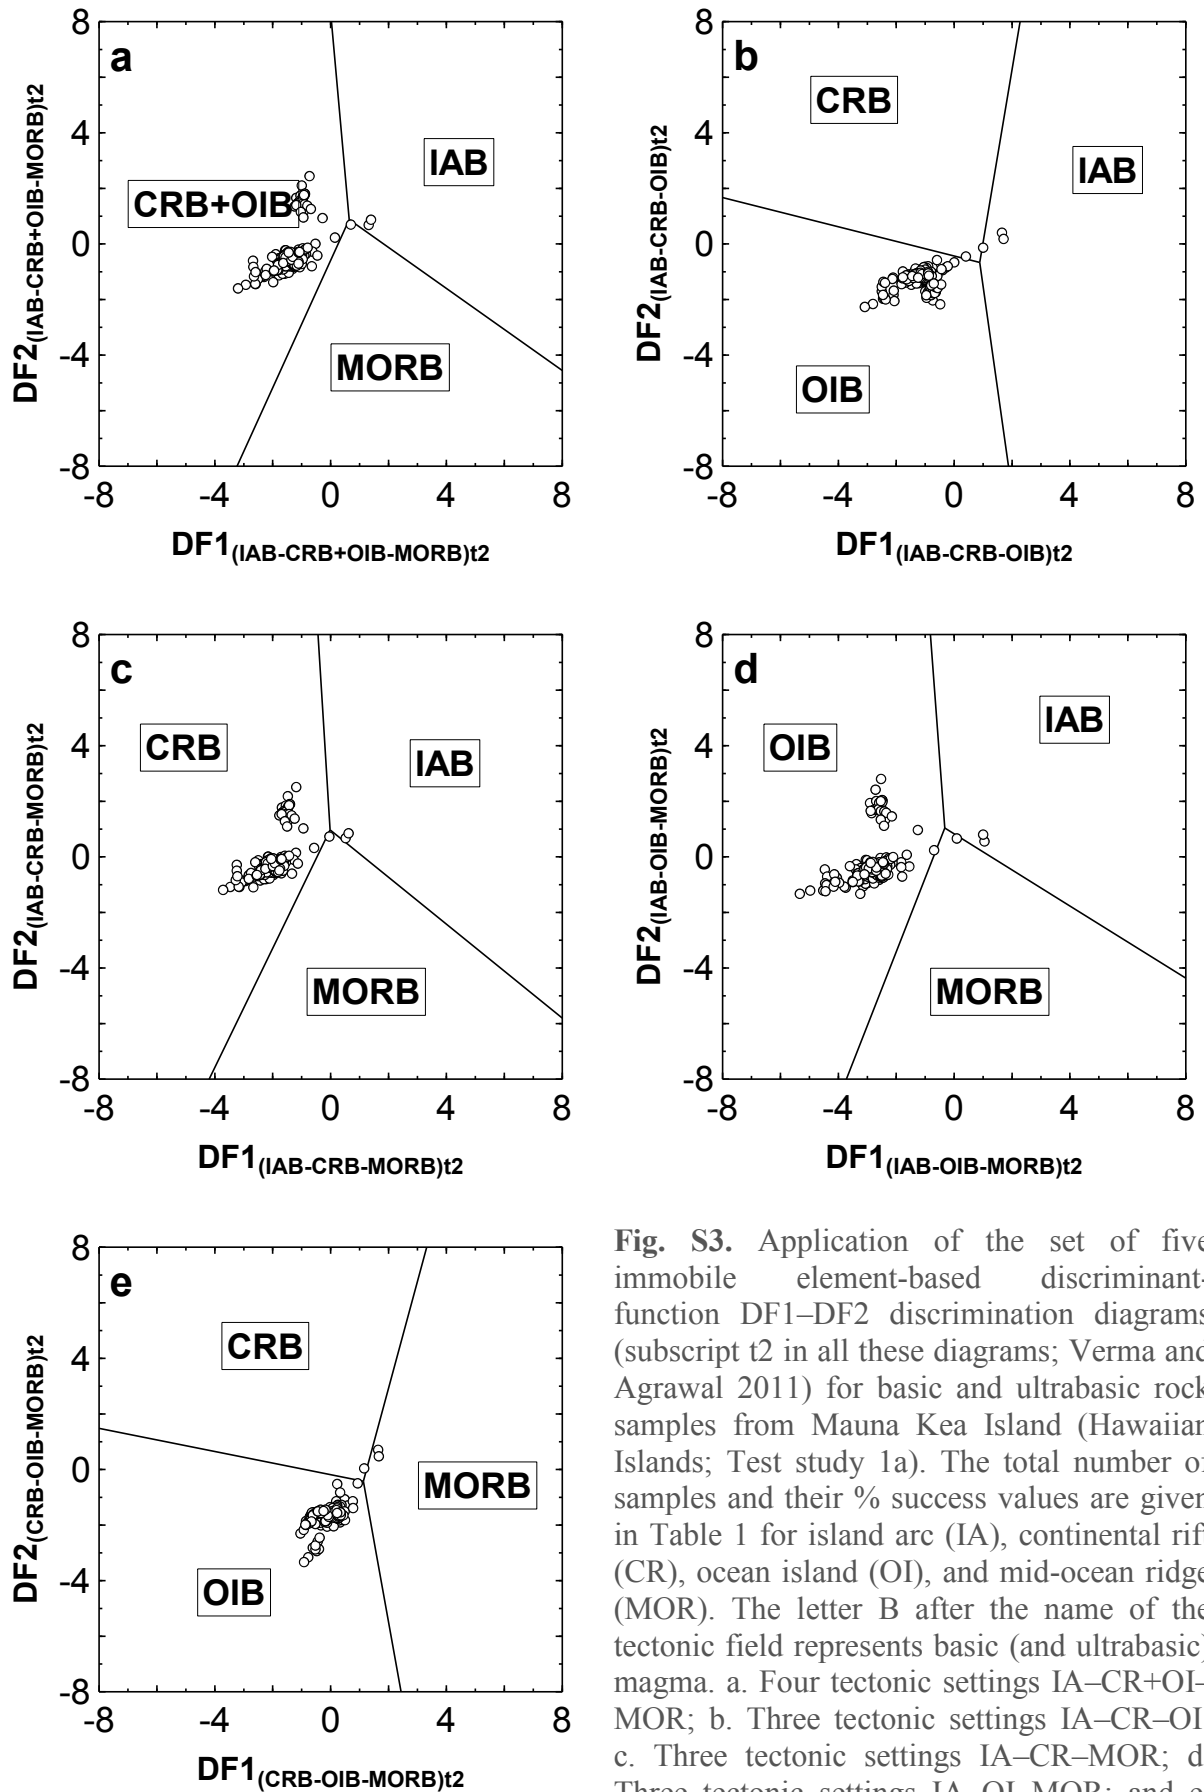 a
8
4
0
-4
-8
-8 -4 0 4 8
CRB+OIB
IAB
MORB
DF2(IAB-CRB+OIB-MORB)t2
DF1(IAB-CRB+OIB-MORB)t2
b
8
4
0
-4
-8
-8 -4 0 4 8
CRB
IAB
OIB
DF2(IAB-CRB-OIB)t2
DF1(IAB-CRB-OIB)t2
c
8
4
0
-4
-8
-8 -4 0 4 8
CRB
IAB
MORB
DF2(IAB-CRB-MORB)t2
DF1(IAB-CRB-MORB)t2
d
8
4
0
-4
-8
-8 -4 0 4 8
OIB
IAB
MORB
DF2(IAB-OIB-MORB)t2
DF1(IAB-OIB-MORB)t2
e
8
4
0
-4
-8
-8 -4 0 4 8
CRB
MORB
OIB
DF2(CRB-OIB-MORB)t2
DF1(CRB-OIB-MORB)t2
Fig. S3. Application of the set of five
immobile element-based discriminant-
function DF1–DF2 discrimination diagrams
(subscript t2 in all these diagrams; Verma and
Agrawal 2011) for basic and ultrabasic rock
samples from Mauna Kea Island (Hawaiian
Islands; Test study 1a). The total number of
samples and their % success values are given
in Table 1 for island arc (IA), continental rif
(CR), ocean island (OI), and mid-ocean ridge
(MOR). The letter B after the name of the
tectonic field represents basic (and ultrabasic)
magma. a. Four tectonic settings IA–CR+OI–
MOR; b. Three tectonic settings IA–CR–OI
c. Three tectonic settings IA–CR–MOR; d